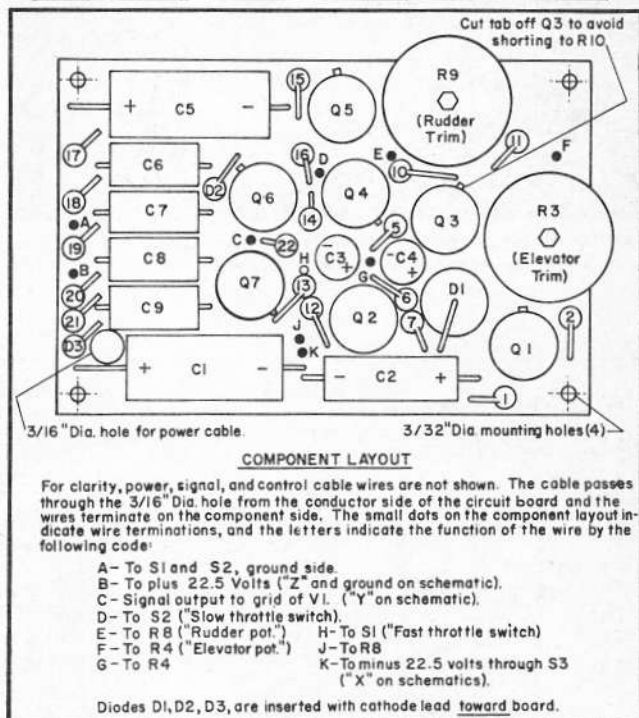 Cut tab off Q3 to avoid
shorting to R10
R9
(Rudder
Trim)
15
+ C5 -
Q5
17
C6
D2
16
D
E
10
11
F
18
A
C7
Q6
14
Q4
5
Q3
R3
(Elevator
Trim)
19
C
22
B
C8
H
-
C3
+
-
C4
+
20
Q7
13
G
6
D1
21
C9
12
Q2
7
2
D3
J
K
Q1
+ C1 -
- C2 +
1
3/16" Dia. hole for power cable.
3/32" Dia. mounting holes (4)
COMPONENT LAYOUT
For clarity, power, signal, and control cable wires are not shown. The cable passes
through the 3/16" Dia. hole from the conductor side of the circuit board and the
wires terminate on the component side. The small dots on the component layout in-
dicate wire terminations, and the letters indicate the function of the wire by the
following code:
A- To S1 and S2, ground side.
B- To plus 22.5 Volts ("Z" and ground on schematic).
C- Signal output to grid of V1. ("Y" on schematic).
D- To S2 ("Slow throttle switch").
E- To R8 ("Rudder pot.") H- To S1 ("Fast throttle switch)
F- To R4 ("Elevator pot.") J- To R8
G- To R4 K- To minus 22.5 volts through S3
("X" on schematics).
Diodes D1, D2, D3, are inserted with cathode lead toward board.